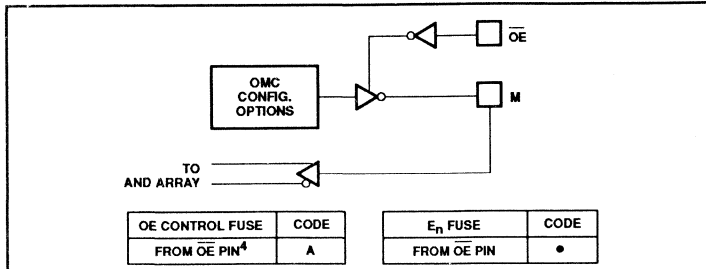 OE
OMC
CONFIG.
OPTIONS
M
TO
AND ARRAY
OE CONTROL FUSE CODE
FROM OE PIN4 A
En FUSE CODE
FROM OE PIN •